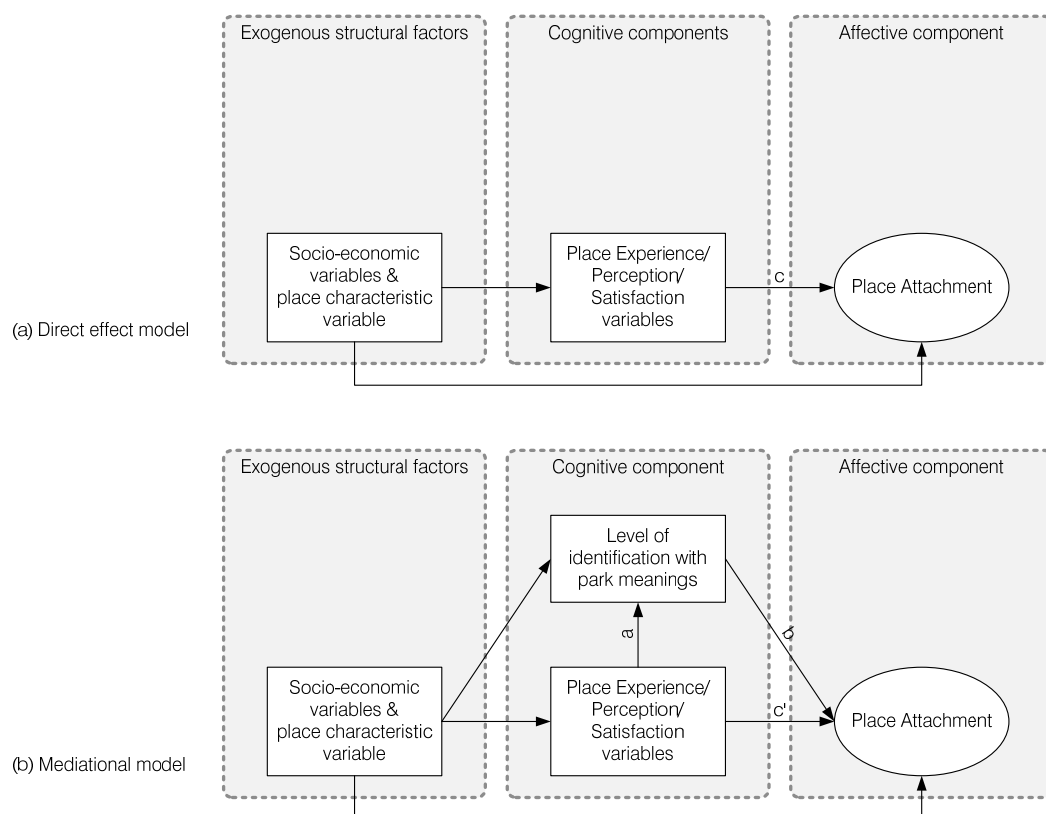 Exogenous structural factors
Cognitive components
Affective component
Socio-economic
variables &
place characteristic
variable
Place Experience/
Perception/
Satisfaction
variables
c
Place Attachment
(a) Direct effect model
Exogenous structural factors
Cognitive component
Affective component
Level of
identification with
park meanings
a
b
Socio-economic
variables &
place characteristic
variable
Place Experience/
Perception/
Satisfaction
variables
c'
Place Attachment
(b) Mediational model